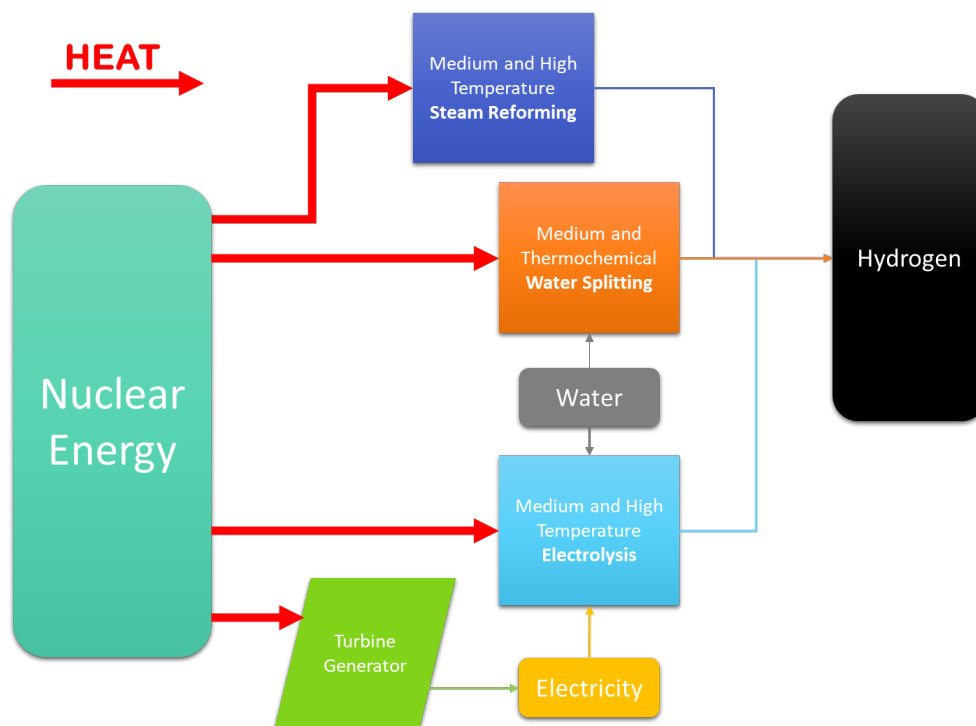 HEAT
Medium and High
Temperature
Steam Reforming
Medium and
Thermochemical
Water Splitting
Hydrogen
Nuclear
Energy
Water
Medium and High
Temperature
Electrolysis
Turbine
Generator
Electricity